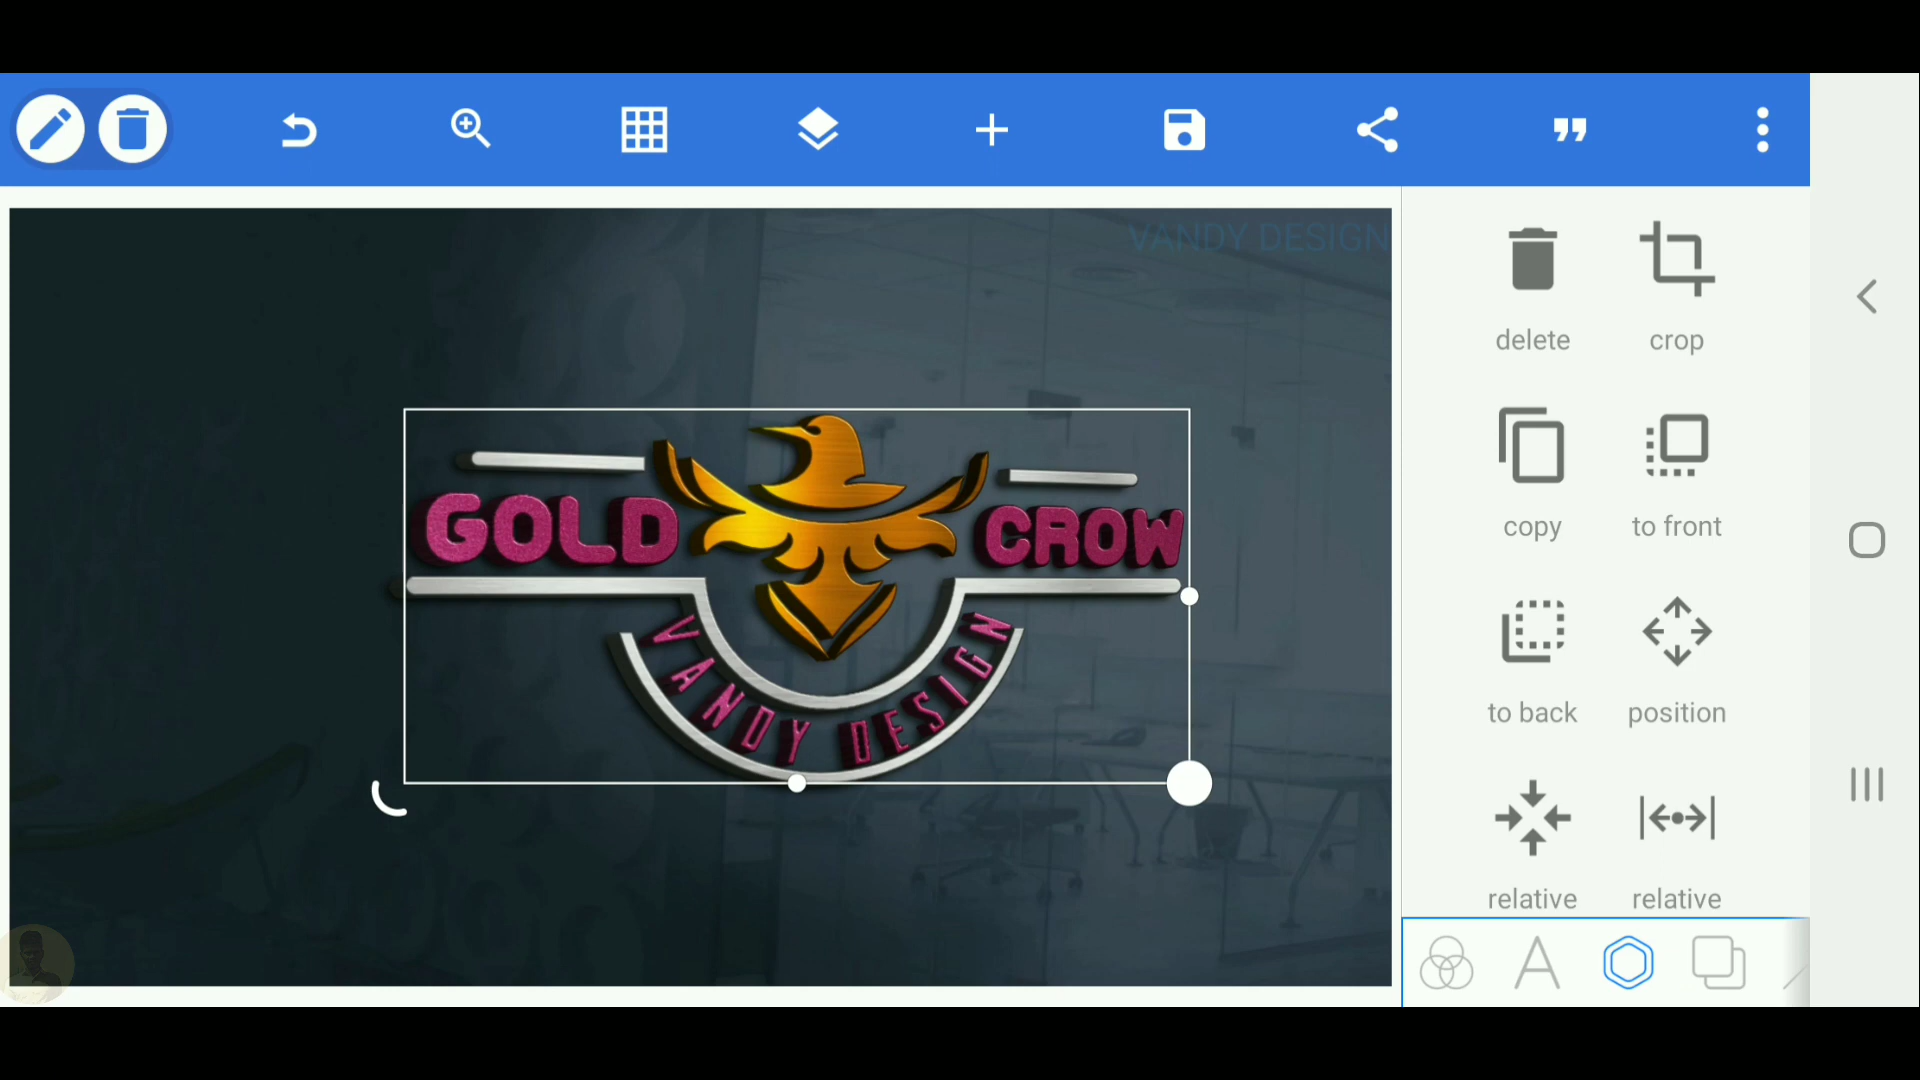 VANDY DESIGN
GOLD CROW
VANDY DESIGN
delete crop
copy to front
to back position
relative relative